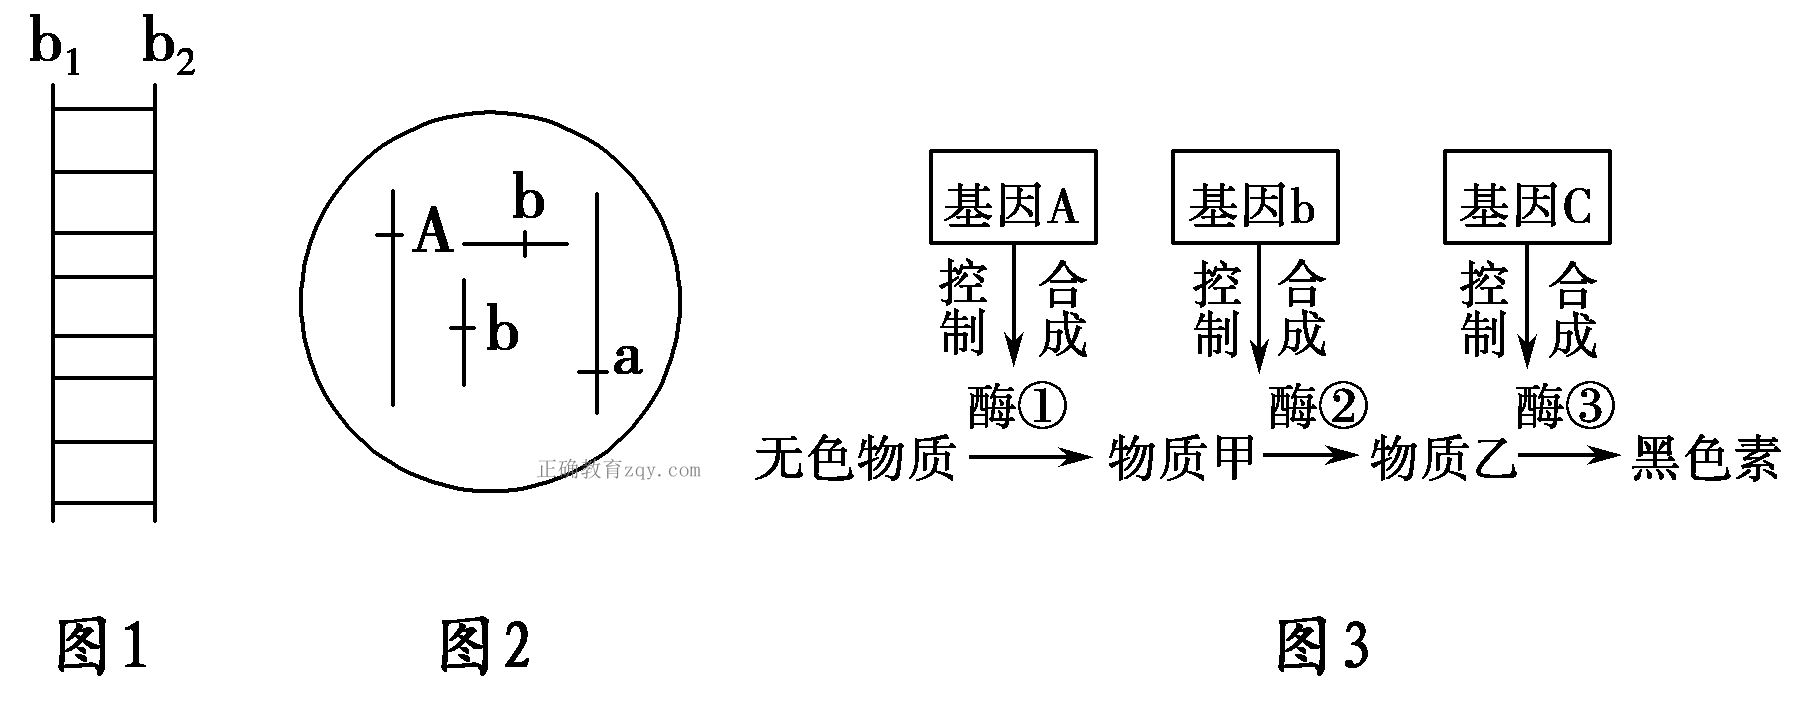 b1 b2
A
b
b
a
正确教育zqy.com
基因A 基因b 基因C
控制 合成 控制 合成 控制 合成
酶① 酶② 酶③
无色物质 物质甲 物质乙 黑色素
图1 图2 图3